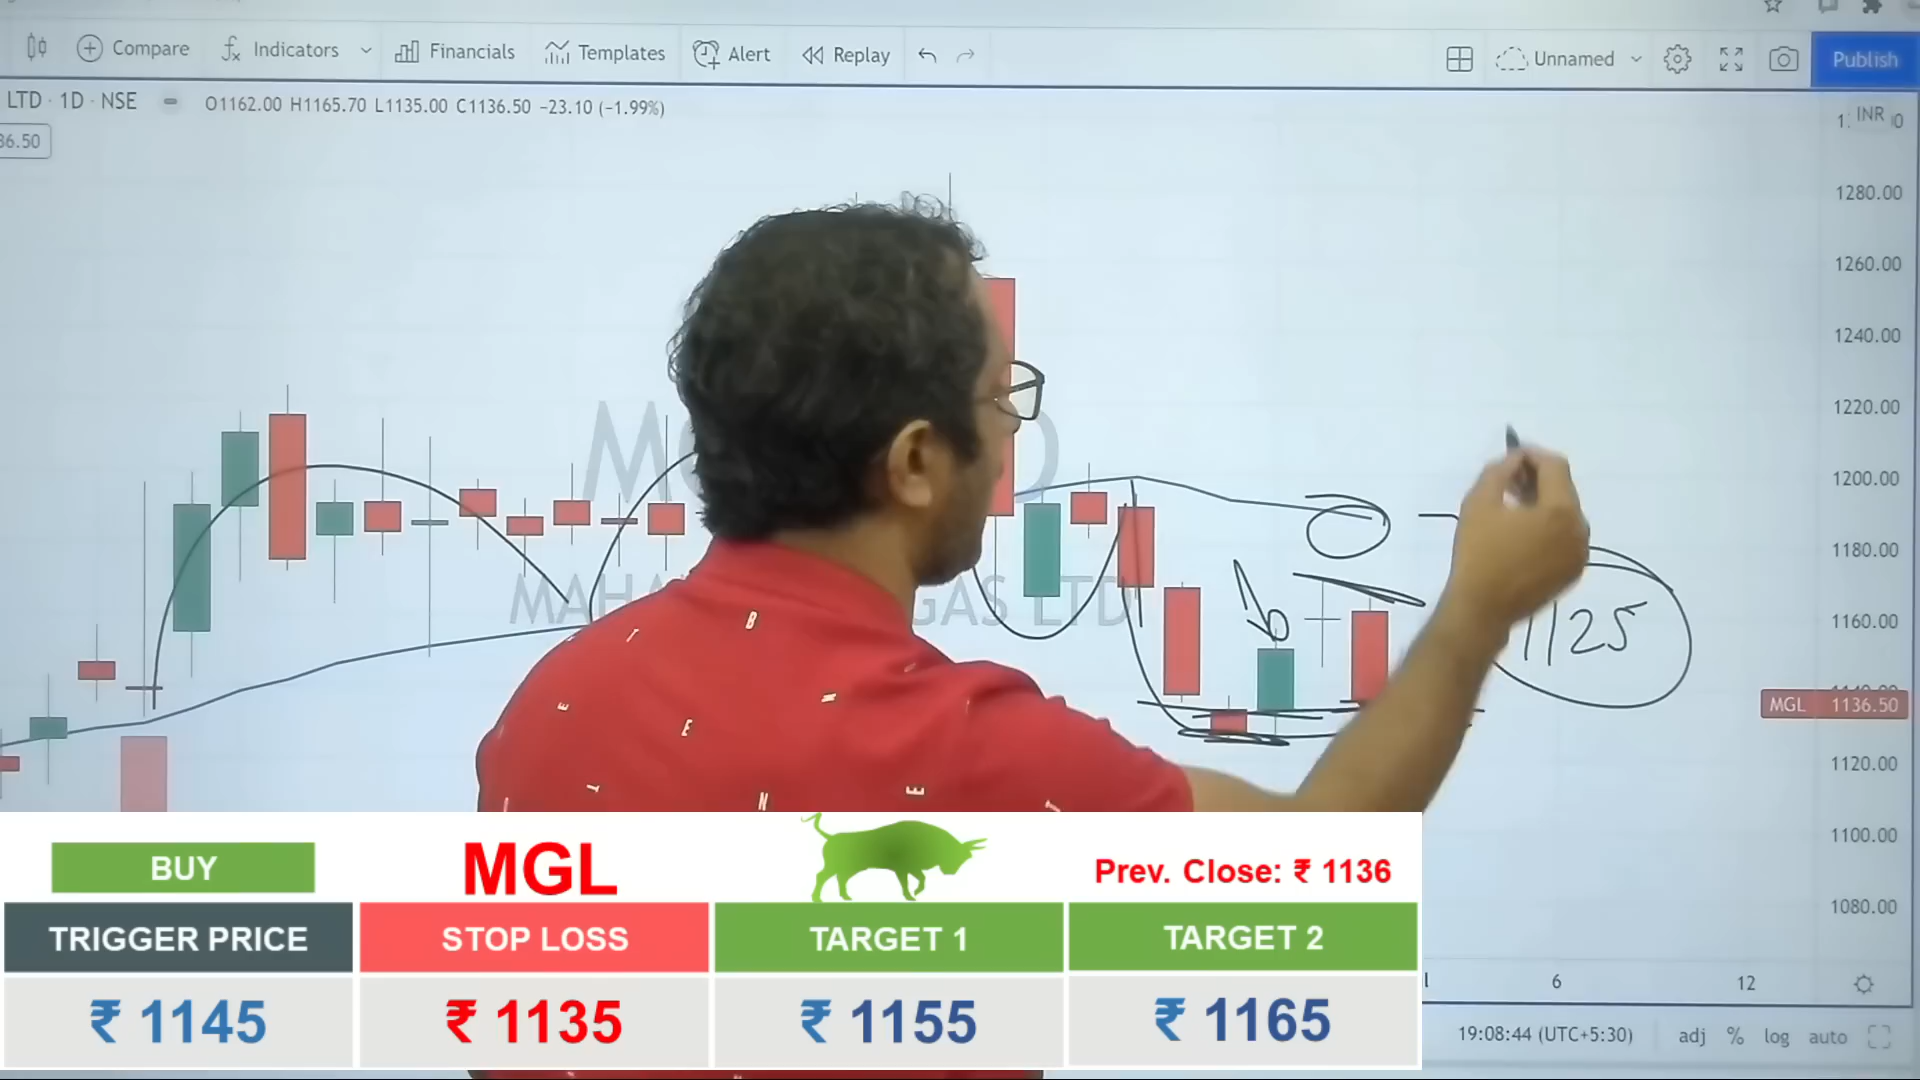 Compare Indicators Financials Templates Alert Replay Unnamed Publish
LTD · 1D · NSE O1162.00 H1165.70 L1135.00 C1136.50 −23.10 (−1.99%)
INR
36.50
1280.00
1260.00
1240.00
1220.00
1200.00
1180.00
1160.00
MGL 1136.50
1120.00
1100.00
1080.00
GAS LTD
1125
6 12
19:08:44 (UTC+5:30) adj % log auto
BUY MGL Prev. Close: ₹ 1136
TRIGGER PRICE STOP LOSS TARGET 1 TARGET 2
₹ 1145 ₹ 1135 ₹ 1155 ₹ 1165